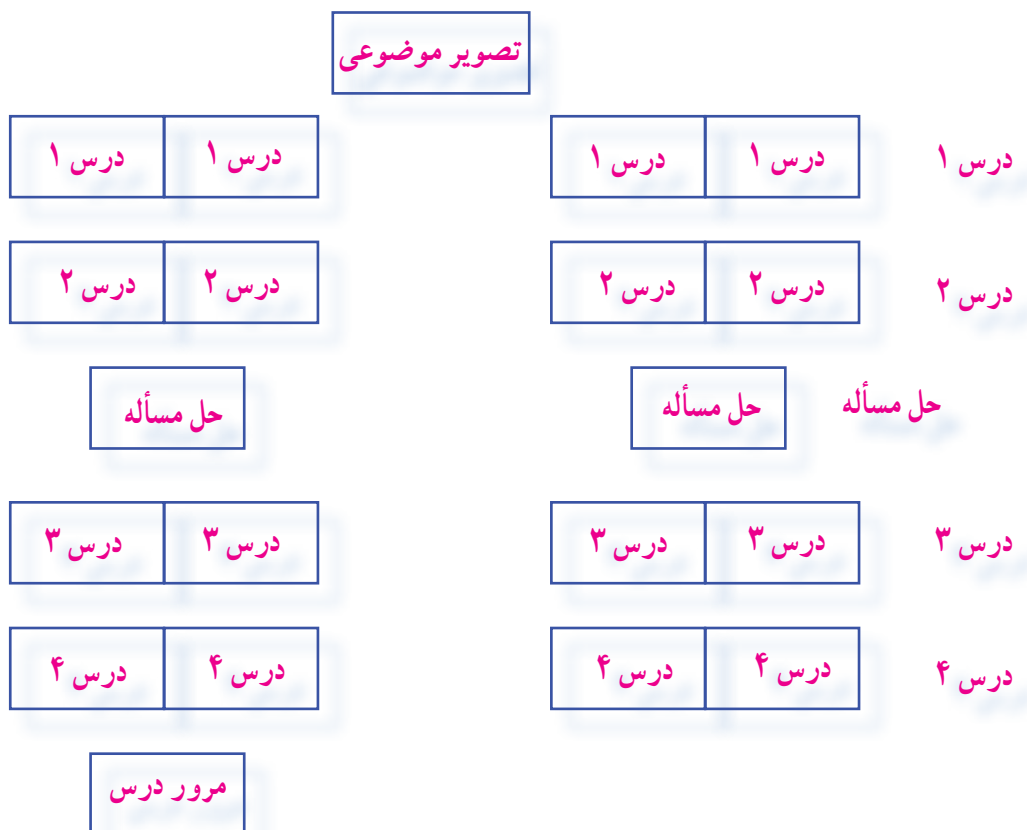 تصویر موضوعی
درس ۱ درس ۱ درس ۱ درس ۱ درس ۱
درس ۲ درس ۲ درس ۲ درس ۲ درس ۲
حل مسأله حل مسأله حل مسأله
درس ۳ درس ۳ درس ۳ درس ۳ درس ۳
درس ۴ درس ۴ درس ۴ درس ۴ درس ۴
مرور درس